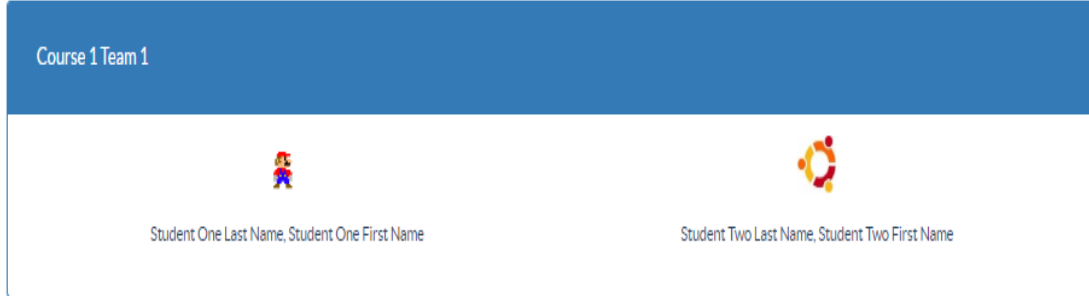 Course 1 Team 1
Student One Last Name, Student One First Name
Student Two Last Name, Student Two First Name